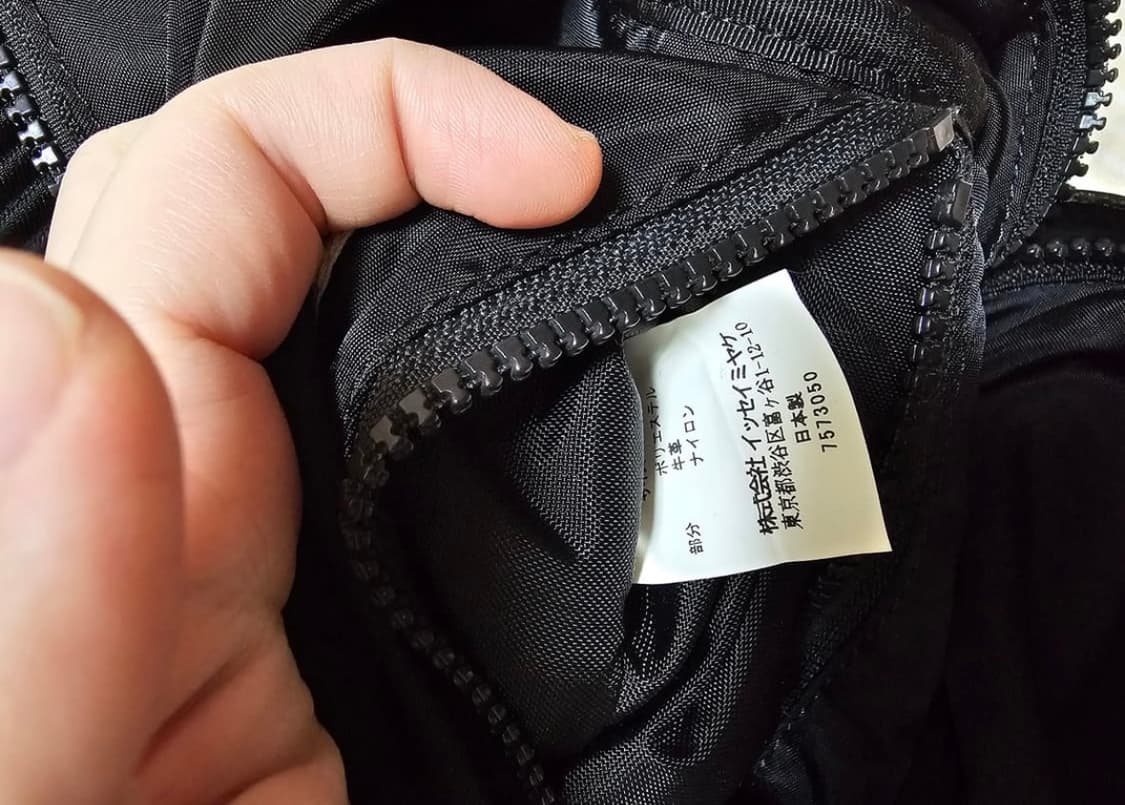 ポリエステル
牛革
ナイロン
部分
株式会社 イッセイミヤケ
東京都渋谷区富ヶ谷1-12-10
日本製
7573050